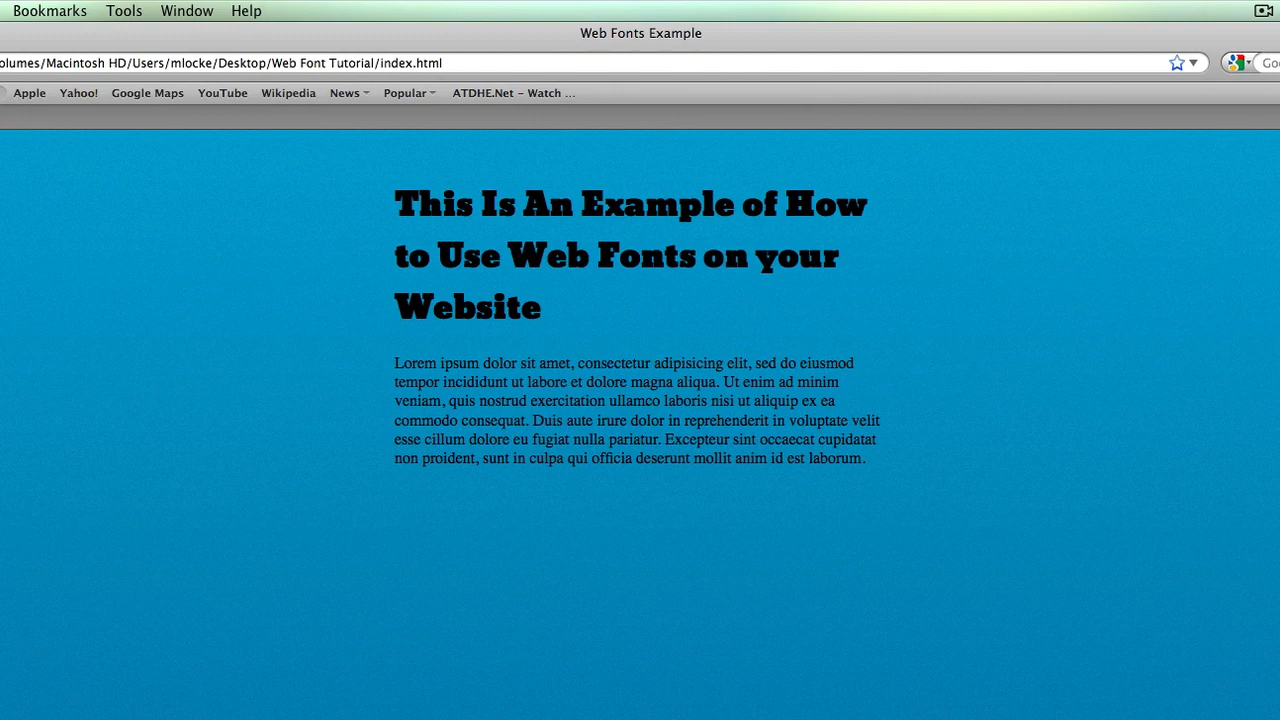 Bookmarks Tools Window Help
Web Fonts Example
olumes/Macintosh HD/Users/mlocke/Desktop/Web Font Tutorial/index.html
Goo
Apple Yahoo! Google Maps YouTube Wikipedia News Popular ATDHE.Net – Watch ...
This Is An Example of How
to Use Web Fonts on your
Website
Lorem ipsum dolor sit amet, consectetur adipisicing elit, sed do eiusmod
tempor incididunt ut labore et dolore magna aliqua. Ut enim ad minim
veniam, quis nostrud exercitation ullamco laboris nisi ut aliquip ex ea
commodo consequat. Duis aute irure dolor in reprehenderit in voluptate velit
esse cillum dolore eu fugiat nulla pariatur. Excepteur sint occaecat cupidatat
non proident, sunt in culpa qui officia deserunt mollit anim id est laborum.